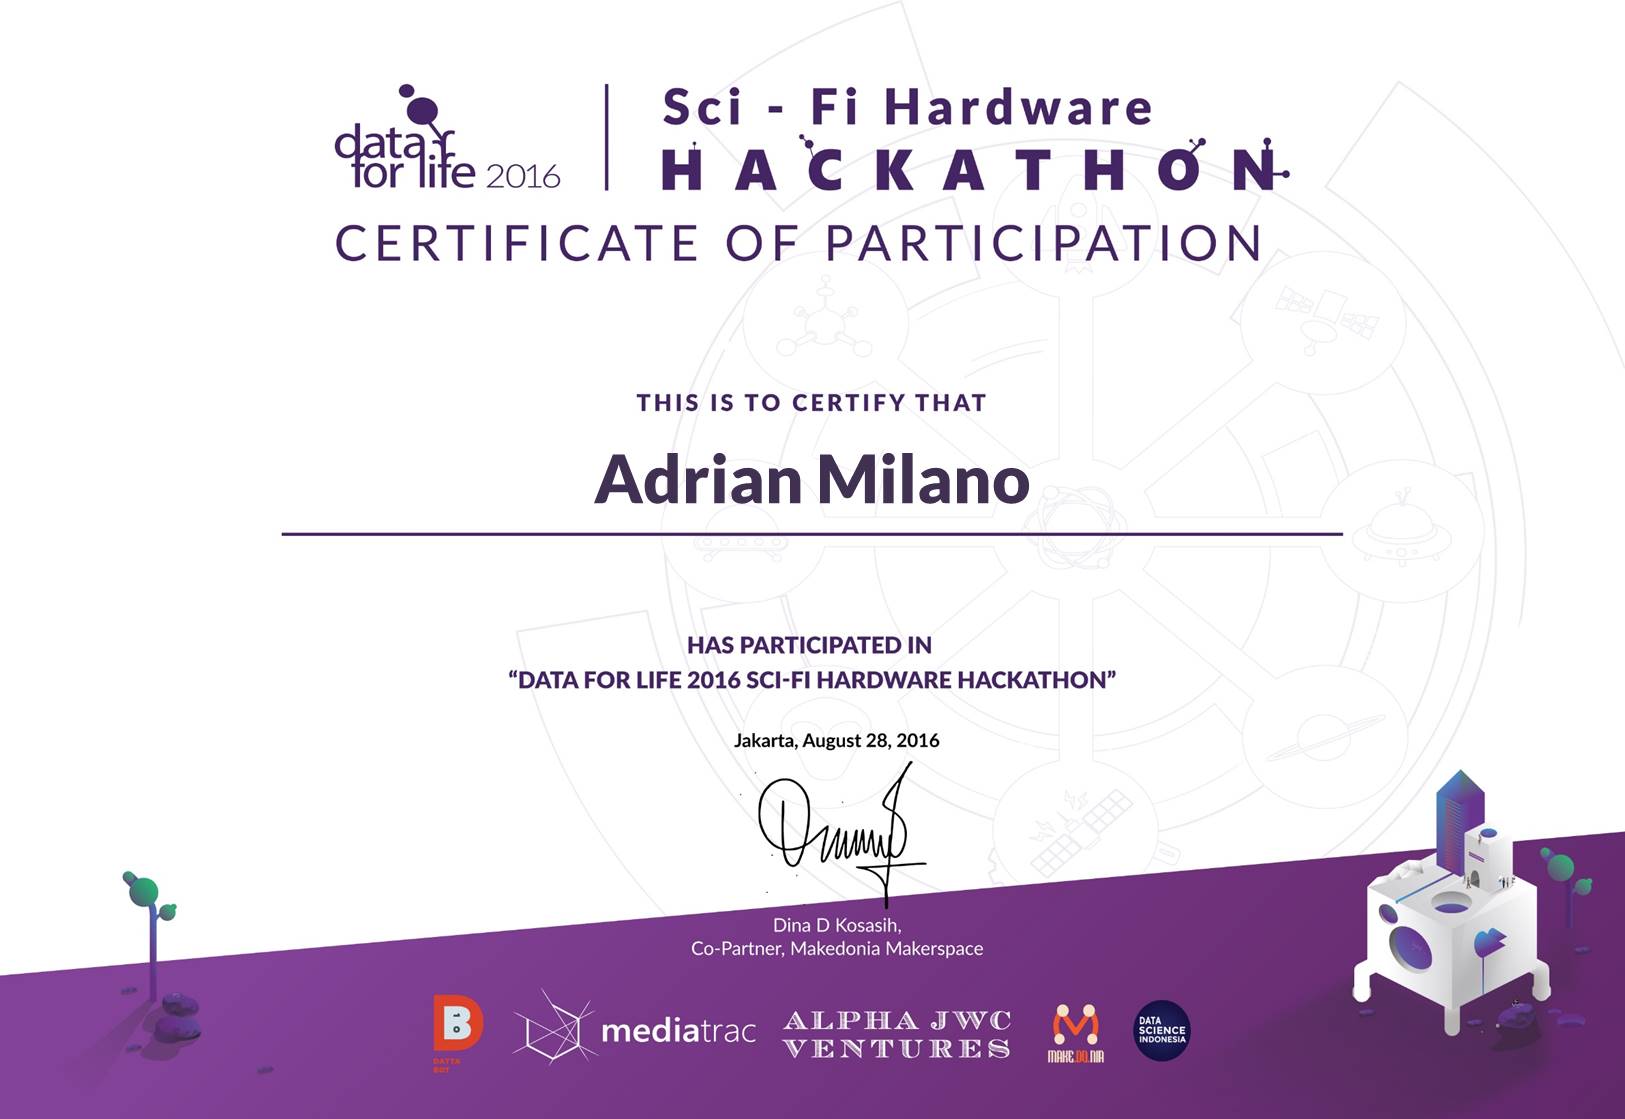 data
for life 2016
Sci - Fi Hardware
HACKATHON
CERTIFICATE OF PARTICIPATION
THIS IS TO CERTIFY THAT
Adrian Milano
HAS PARTICIPATED IN
“DATA FOR LIFE 2016 SCI-FI HARDWARE HACKATHON”
Jakarta, August 28, 2016
Dina D Kosasih,
Co-Partner, Makedonia Makerspace
DB
DATTA
BOT
mediatrac
ALPHA JWC
VENTURES
MAKE.DO.NIA
DATA
SCIENCE
INDONESIA